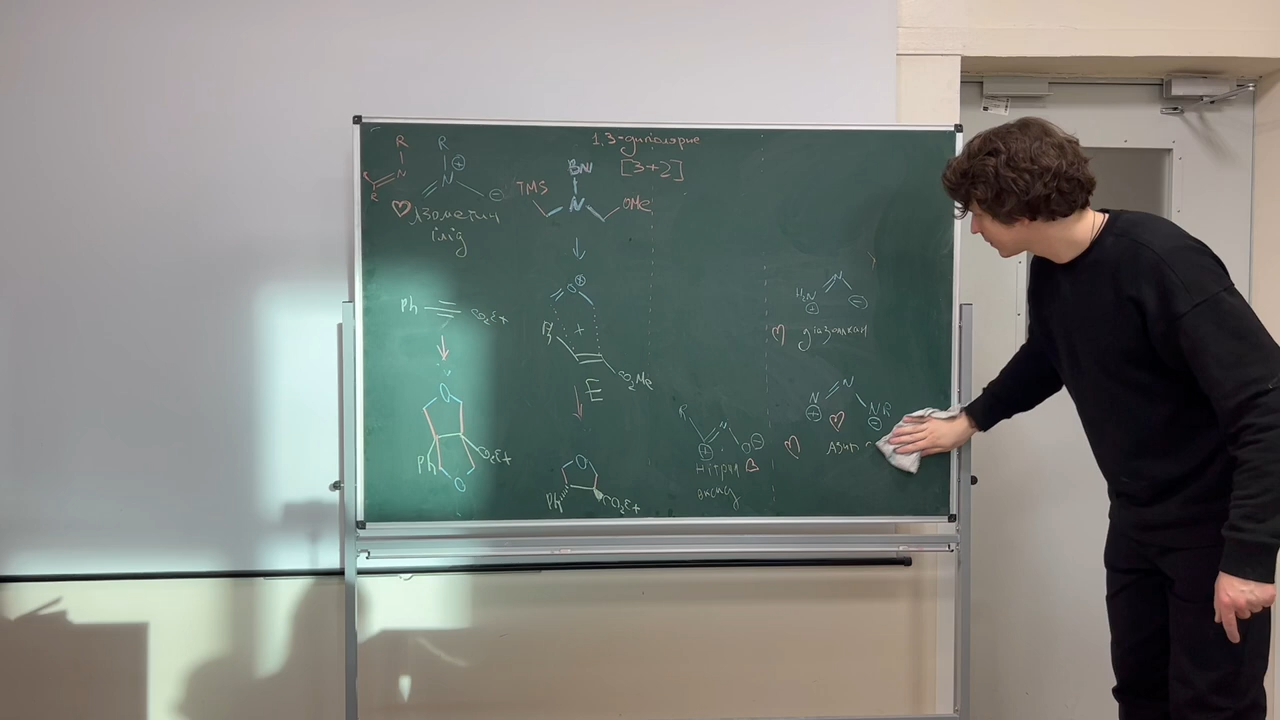 1,3-диполярне
[3+2]
R
R
N
⊕
N
⊖
R
Азометин
ілід
Bn
TMS
N
OMe
O⊕
+
CO₂Me
E
Ph
CO₂Et
O
Ph
CO₂Et
O
O
Ph
CO₂Et
R
⊕
O⊖
нітрил
оксид
H₂N
⊕
N
⊖
діазоалкан
N
N
⊕
NR
⊖
Азид